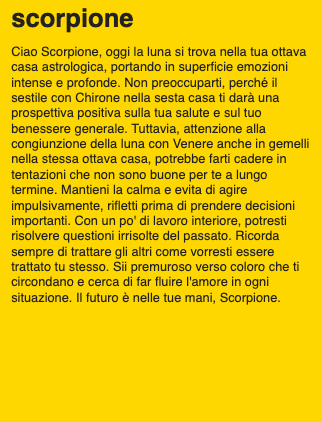 scorpione
Ciao Scorpione, oggi la luna si trova nella tua ottava
casa astrologica, portando in superficie emozioni
intense e profonde. Non preoccuparti, perché il
sestile con Chirone nella sesta casa ti darà una
prospettiva positiva sulla tua salute e sul tuo
benessere generale. Tuttavia, attenzione alla
congiunzione della luna con Venere anche in gemelli
nella stessa ottava casa, potrebbe farti cadere in
tentazioni che non sono buone per te a lungo
termine. Mantieni la calma e evita di agire
impulsivamente, rifletti prima di prendere decisioni
importanti. Con un po' di lavoro interiore, potresti
risolvere questioni irrisolte del passato. Ricorda
sempre di trattare gli altri come vorresti essere
trattato tu stesso. Sii premuroso verso coloro che ti
circondano e cerca di far fluire l'amore in ogni
situazione. Il futuro è nelle tue mani, Scorpione.